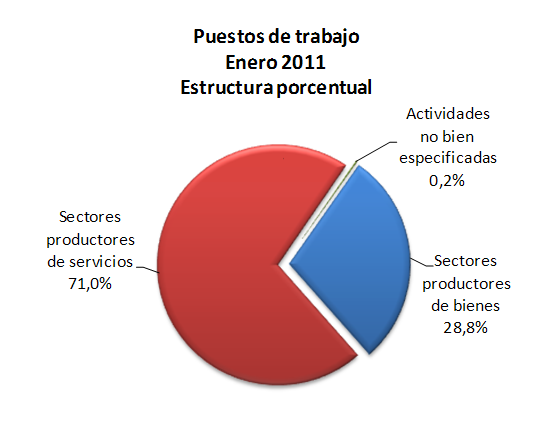 Puestos de trabajo
Enero 2011
Estructura porcentual
Actividades
no bien
especificadas
0,2%
Sectores
productores
de servicios
71,0%
Sectores
productores
de bienes
28,8%